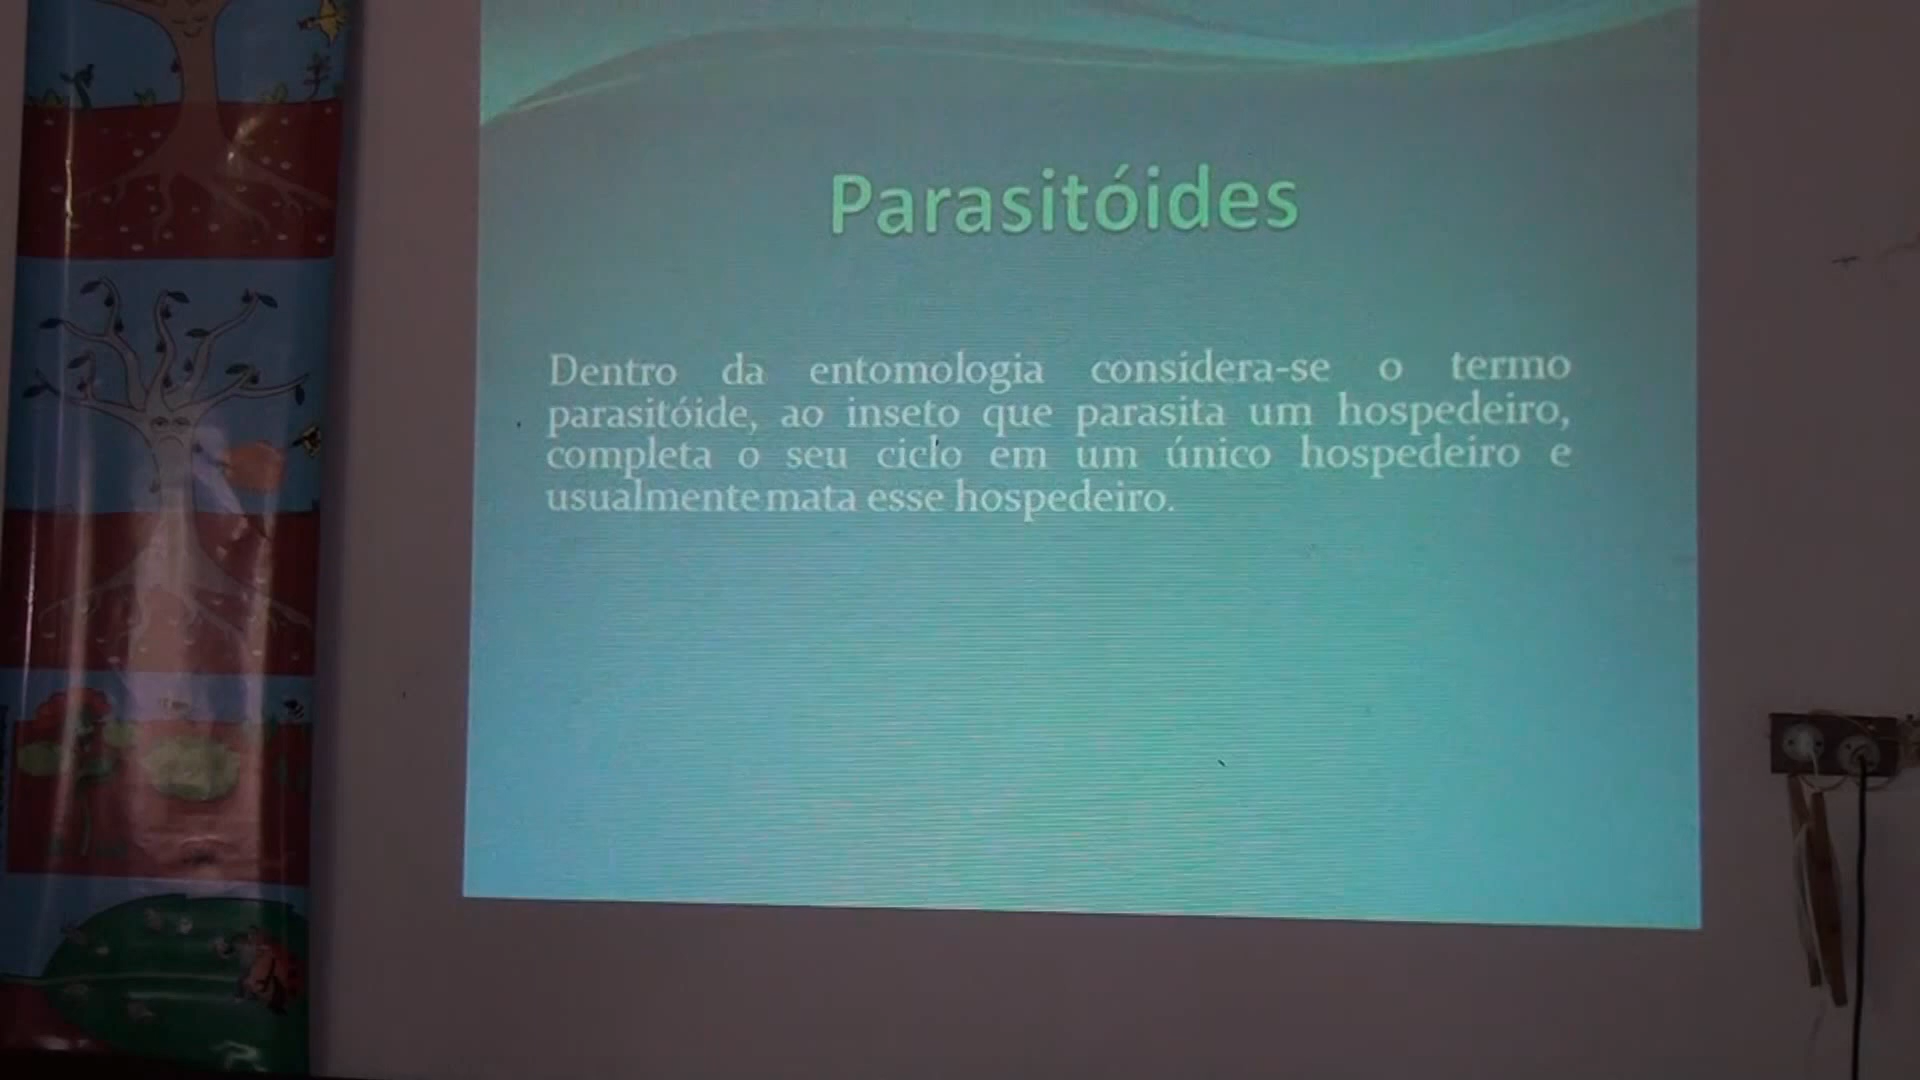 Parasitóides
Dentro da entomologia considera-se o termo
parasitóide, ao inseto que parasita um hospedeiro,
completa o seu ciclo em um único hospedeiro e
usualmente mata esse hospedeiro.